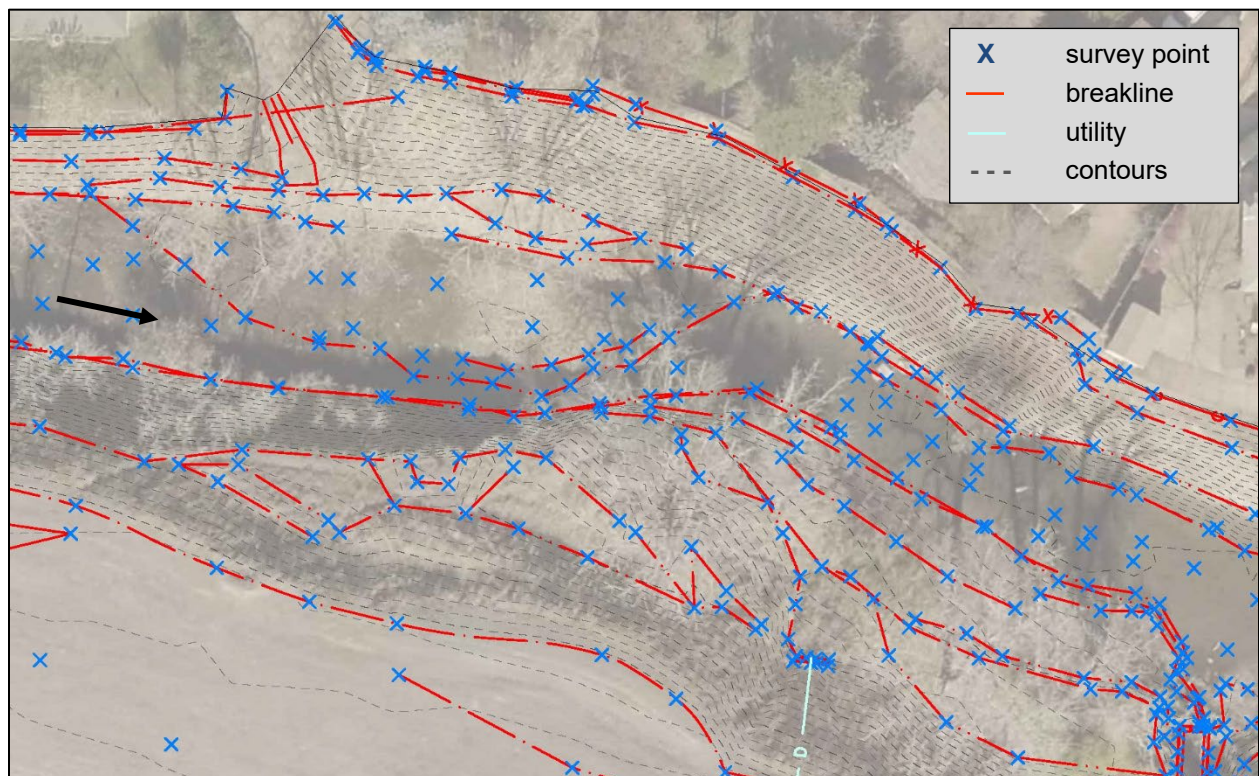 X survey point
breakline
utility
- - - contours
D